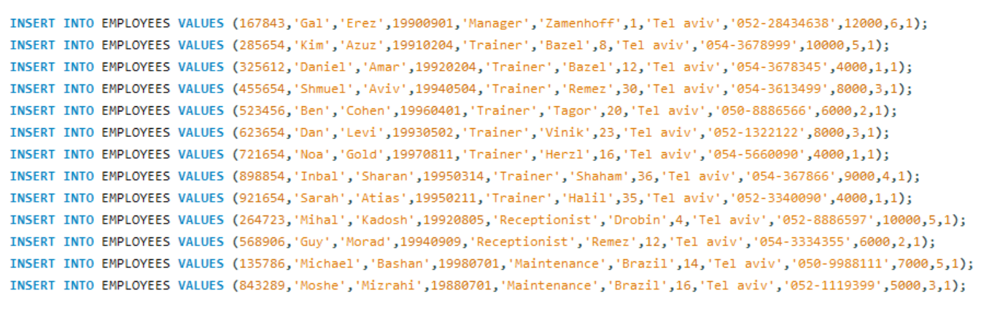 INSERT INTO EMPLOYEES VALUES (167843,'Gal','Erez',19900901,'Manager','Zamenhoff',1,'Tel aviv','052-28434638',12000,6,1);
INSERT INTO EMPLOYEES VALUES (285654,'Kim','Azuz',19910204,'Trainer','Bazel',8,'Tel aviv','054-3678999',10000,5,1);
INSERT INTO EMPLOYEES VALUES (325612,'Daniel','Amar',19920204,'Trainer','Bazel',12,'Tel aviv','054-3678345',4000,1,1);
INSERT INTO EMPLOYEES VALUES (455654,'Shmuel','Aviv',19940504,'Trainer','Remez',30,'Tel aviv','054-3613499',8000,3,1);
INSERT INTO EMPLOYEES VALUES (523456,'Ben','Cohen',19960401,'Trainer','Tagor',20,'Tel aviv','050-8886566',6000,2,1);
INSERT INTO EMPLOYEES VALUES (623654,'Dan','Levi',19930502,'Trainer','Vinik',23,'Tel aviv','052-1322122',8000,3,1);
INSERT INTO EMPLOYEES VALUES (721654,'Noa','Gold',19970811,'Trainer','Herzl',16,'Tel aviv','054-5660090',4000,1,1);
INSERT INTO EMPLOYEES VALUES (898854,'Inbal','Sharan',19950314,'Trainer','Shaham',36,'Tel aviv','054-367866',9000,4,1);
INSERT INTO EMPLOYEES VALUES (921654,'Sarah','Atias',19950211,'Trainer','Halil',35,'Tel aviv','052-3340090',4000,1,1);
INSERT INTO EMPLOYEES VALUES (264723,'Mihal','Kadosh',19920805,'Receptionist','Drobin',4,'Tel aviv','052-8886597',10000,5,1);
INSERT INTO EMPLOYEES VALUES (568906,'Guy','Morad',19940909,'Receptionist','Remez',12,'Tel aviv','054-3334355',6000,2,1);
INSERT INTO EMPLOYEES VALUES (135786,'Michael','Bashan',19980701,'Maintenance','Brazil',14,'Tel aviv','050-9988111',7000,5,1);
INSERT INTO EMPLOYEES VALUES (843289,'Moshe','Mizrahi',19880701,'Maintenance','Brazil',16,'Tel aviv','052-1119399',5000,3,1);